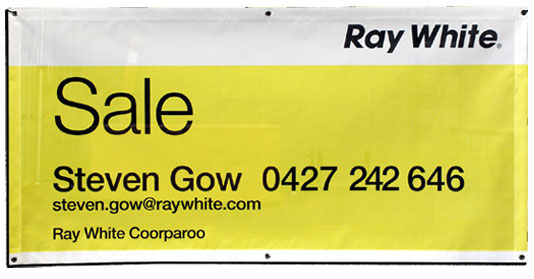 Ray White.
Sale
Steven Gow 0427 242 646
steven.gow@raywhite.com
Ray White Coorparoo